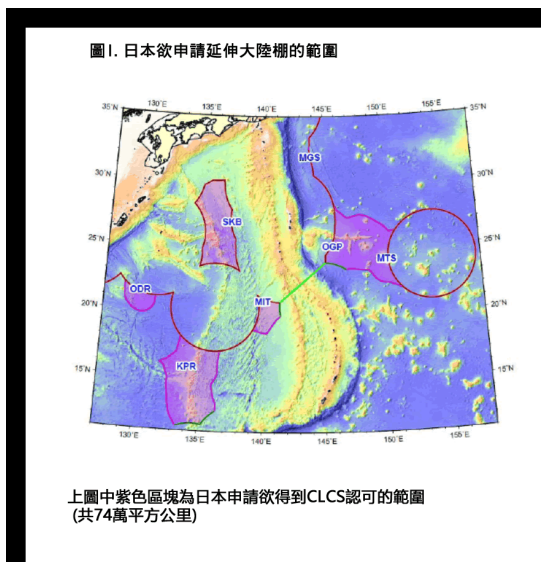 圖1. 日本欲申請延伸大陸棚的範圍
130°E 135°E 140°E 145°E 150°E 155°E
35°N 35°N
MGS
30°N 30°N
SKB
25°N OGP MTS 25°N
ODR
20°N MIT 20°N
KPR
15°N 15°N
130°E 135°E 140°E 145°E 150°E 155°E
上圖中紫色區塊為日本申請欲得到CLCS認可的範圍
(共74萬平方公里)